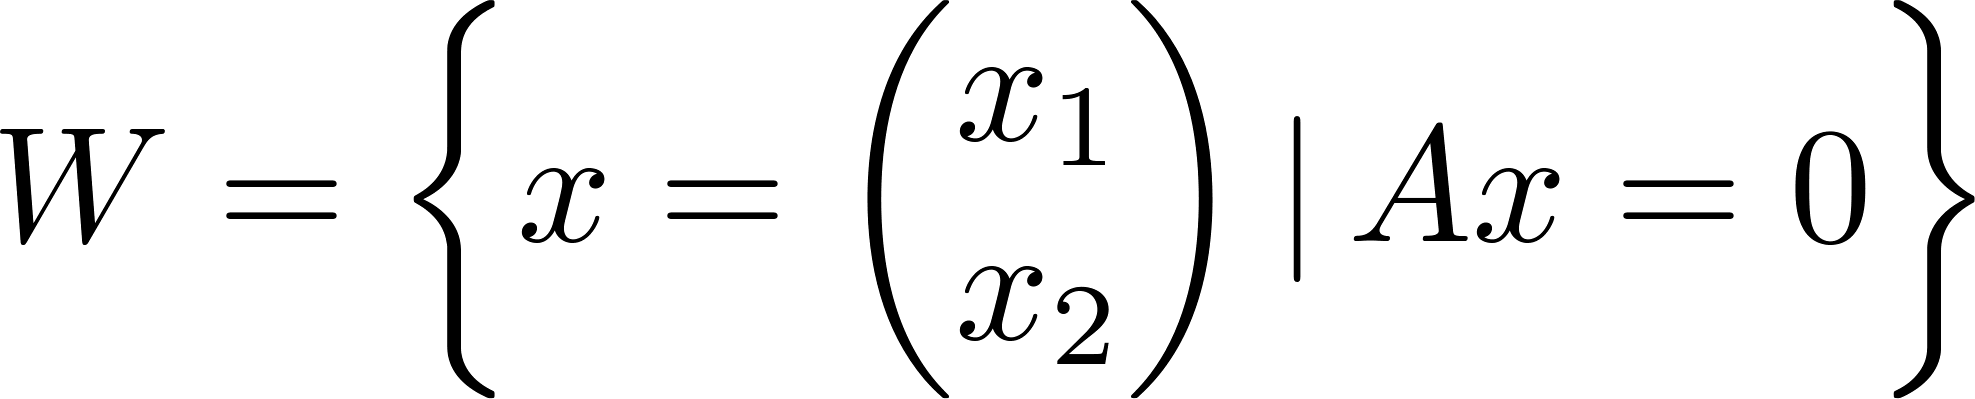 W = { x = ( x₁ x₂ ) | Ax = 0 }